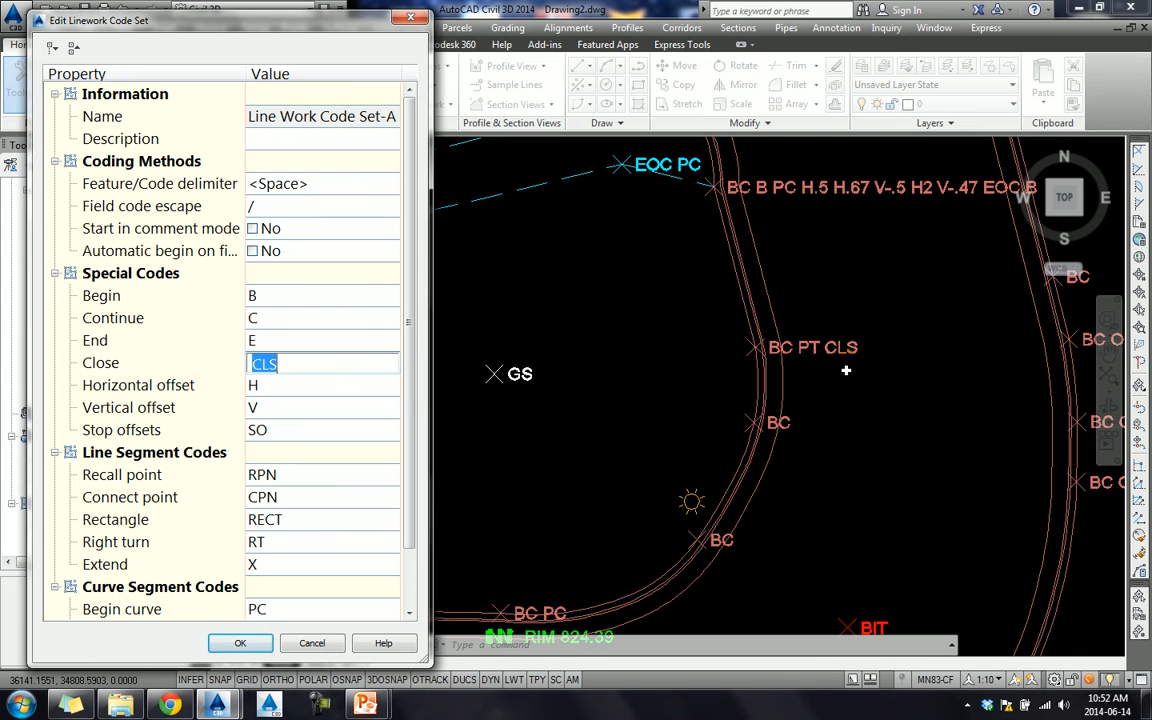 Edit Linework Code Set
Property Value
Information
Name Line Work Code Set-A
Description
Coding Methods
Feature/Code delimiter <Space>
Field code escape /
Start in comment mode No
Automatic begin on fi... No
Special Codes
Begin B
Continue C
End E
Close CLS
Horizontal offset H
Vertical offset V
Stop offsets SO
Line Segment Codes
Recall point RPN
Connect point CPN
Rectangle RECT
Right turn RT
Extend X
Curve Segment Codes
Begin curve PC
OK Cancel Help
AutoCAD Civil 3D 2014 Drawing2.dwg
Type a keyword or phrase
Sign In
Parcels Grading Alignments Profiles Corridors Sections Pipes Annotation Inquiry Window Express
Help Add-ins Featured Apps Express Tools
Profile View
Sample Lines
Section Views
Profile & Section Views
Draw
Move Rotate Trim
Copy Mirror Fillet
Stretch Scale Array
Modify
Unsaved Layer State
0
Layers
Paste
Clipboard
EOC PC
BC B PC H.5 H.67 V-.5 H2 V-.47 EOC B
BC PT CLS
GS
BC
BC
BC PC
RIM 824.39
BIT
BC
N
W TOP E
S
WCS
Type a command
36141.1551, 34808.5903, 0.0000
INFER SNAP GRID ORTHO POLAR OSNAP 3DOSNAP OTRACK DUCS DYN LWT TPY SC AM
MN83-CF
1:10
10:52 AM
2014-06-14